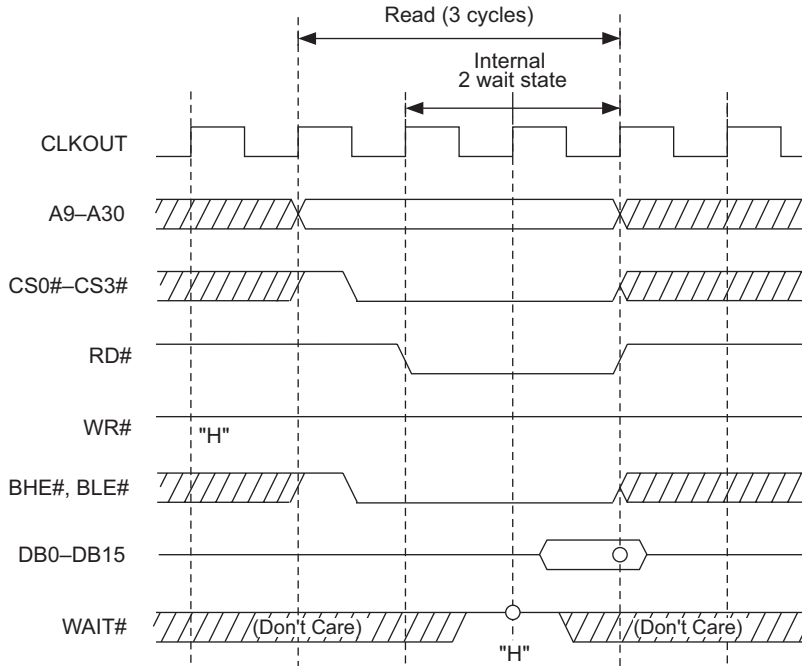 Read (3 cycles)
Internal
2 wait state
CLKOUT
A9–A30
CS0#–CS3#
RD#
WR#
"H"
BHE#, BLE#
DB0–DB15
WAIT#
(Don't Care)
(Don't Care)
"H"